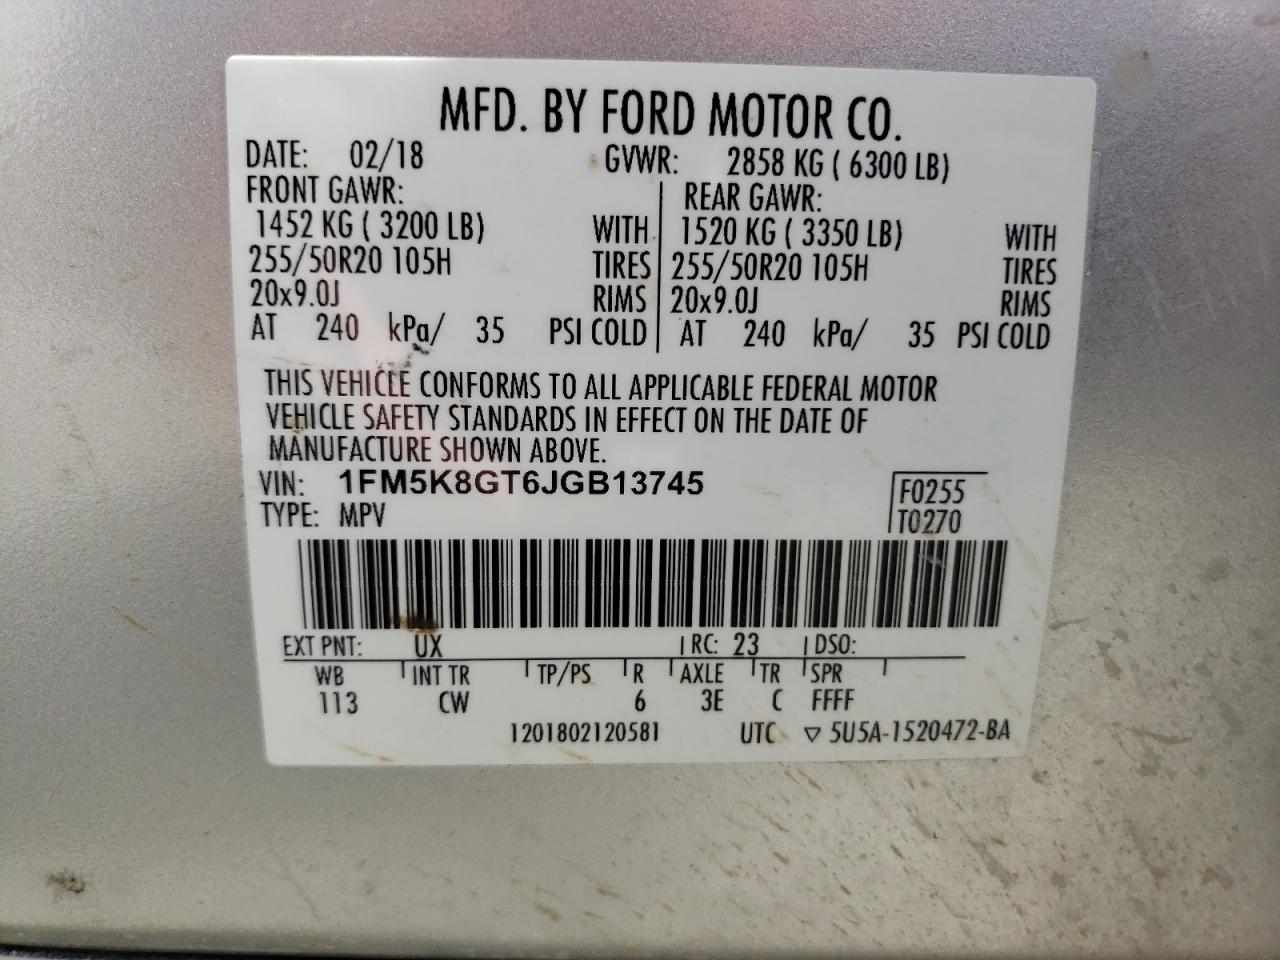 MFD. BY FORD MOTOR CO.
DATE: 02/18 GVWR: 2858 KG ( 6300 LB)
FRONT GAWR: REAR GAWR:
1452 KG ( 3200 LB) WITH 1520 KG ( 3350 LB) WITH
255/50R20 105H TIRES 255/50R20 105H TIRES
20x9.0J RIMS 20x9.0J RIMS
AT 240 kPa/ 35 PSI COLD AT 240 kPa/ 35 PSI COLD
THIS VEHICLE CONFORMS TO ALL APPLICABLE FEDERAL MOTOR
VEHICLE SAFETY STANDARDS IN EFFECT ON THE DATE OF
MANUFACTURE SHOWN ABOVE.
VIN: 1FM5K8GT6JGB13745 F0255
TYPE: MPV T0270
EXT PNT: UX RC: 23 DSO:
WB INT TR TP/PS R AXLE TR SPR
113 CW 6 3E C FFFF
1201802120581 UTC ▽ 5U5A-1520472-BA